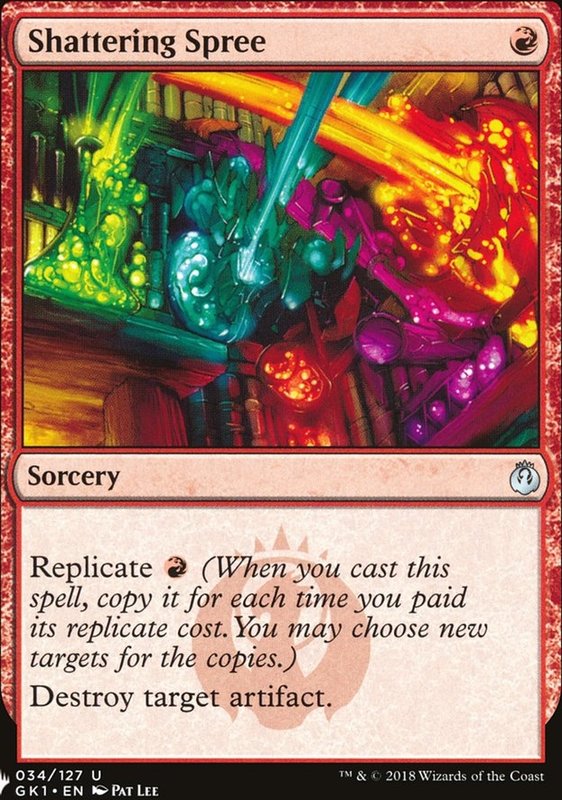 Shattering Spree
Sorcery
Replicate (When you cast this
spell, copy it for each time you paid
its replicate cost. You may choose new
targets for the copies.)
Destroy target artifact.
034/127 U
GK1 • EN PAT LEE
™ & © 2018 Wizards of the Coast